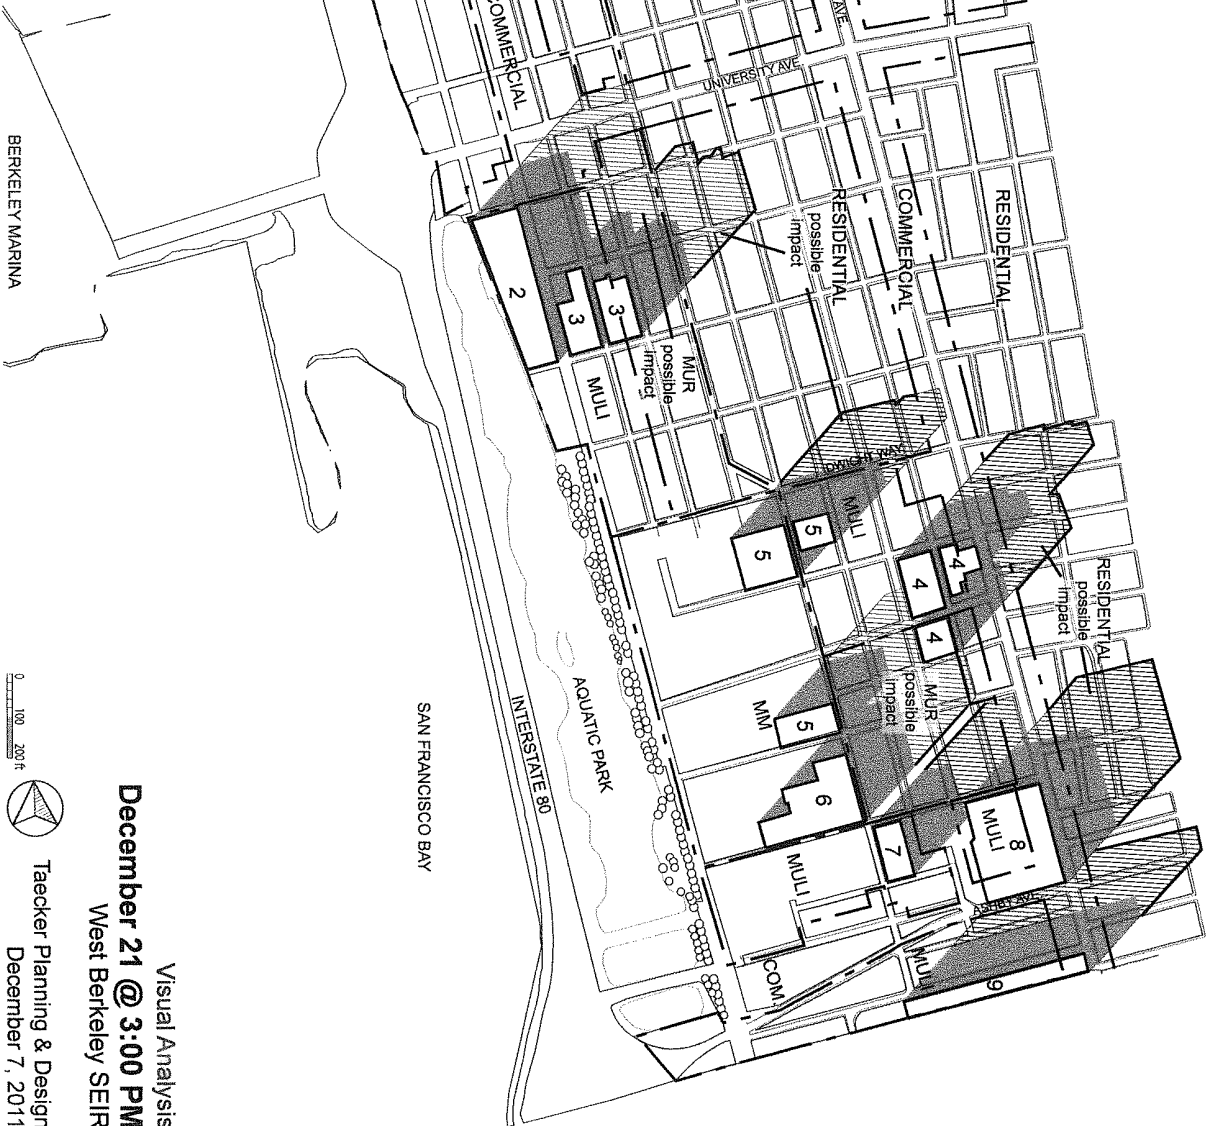 COMMERCIAL
AVE.
UNIVERSITY AVE.
RESIDENTIAL
COMMERCIAL
RESIDENTIAL
possible
impact
2
3
3
MUR
possible
impact
MULI
DWIGHT WAY
MULI
5
5
4
4
4
RESIDENTIAL
possible
impact
MUR
possible
impact
MM
5
6
7
8
MULI
MULI
ASHBY AVE.
MULI
9
COM.
AQUATIC PARK
INTERSTATE 80
SAN FRANCISCO BAY
BERKELEY MARINA
0 100 200 ft
Visual Analysis
December 21 @ 3:00 PM
West Berkeley SEIR
Taecker Planning & Design
December 7, 2011